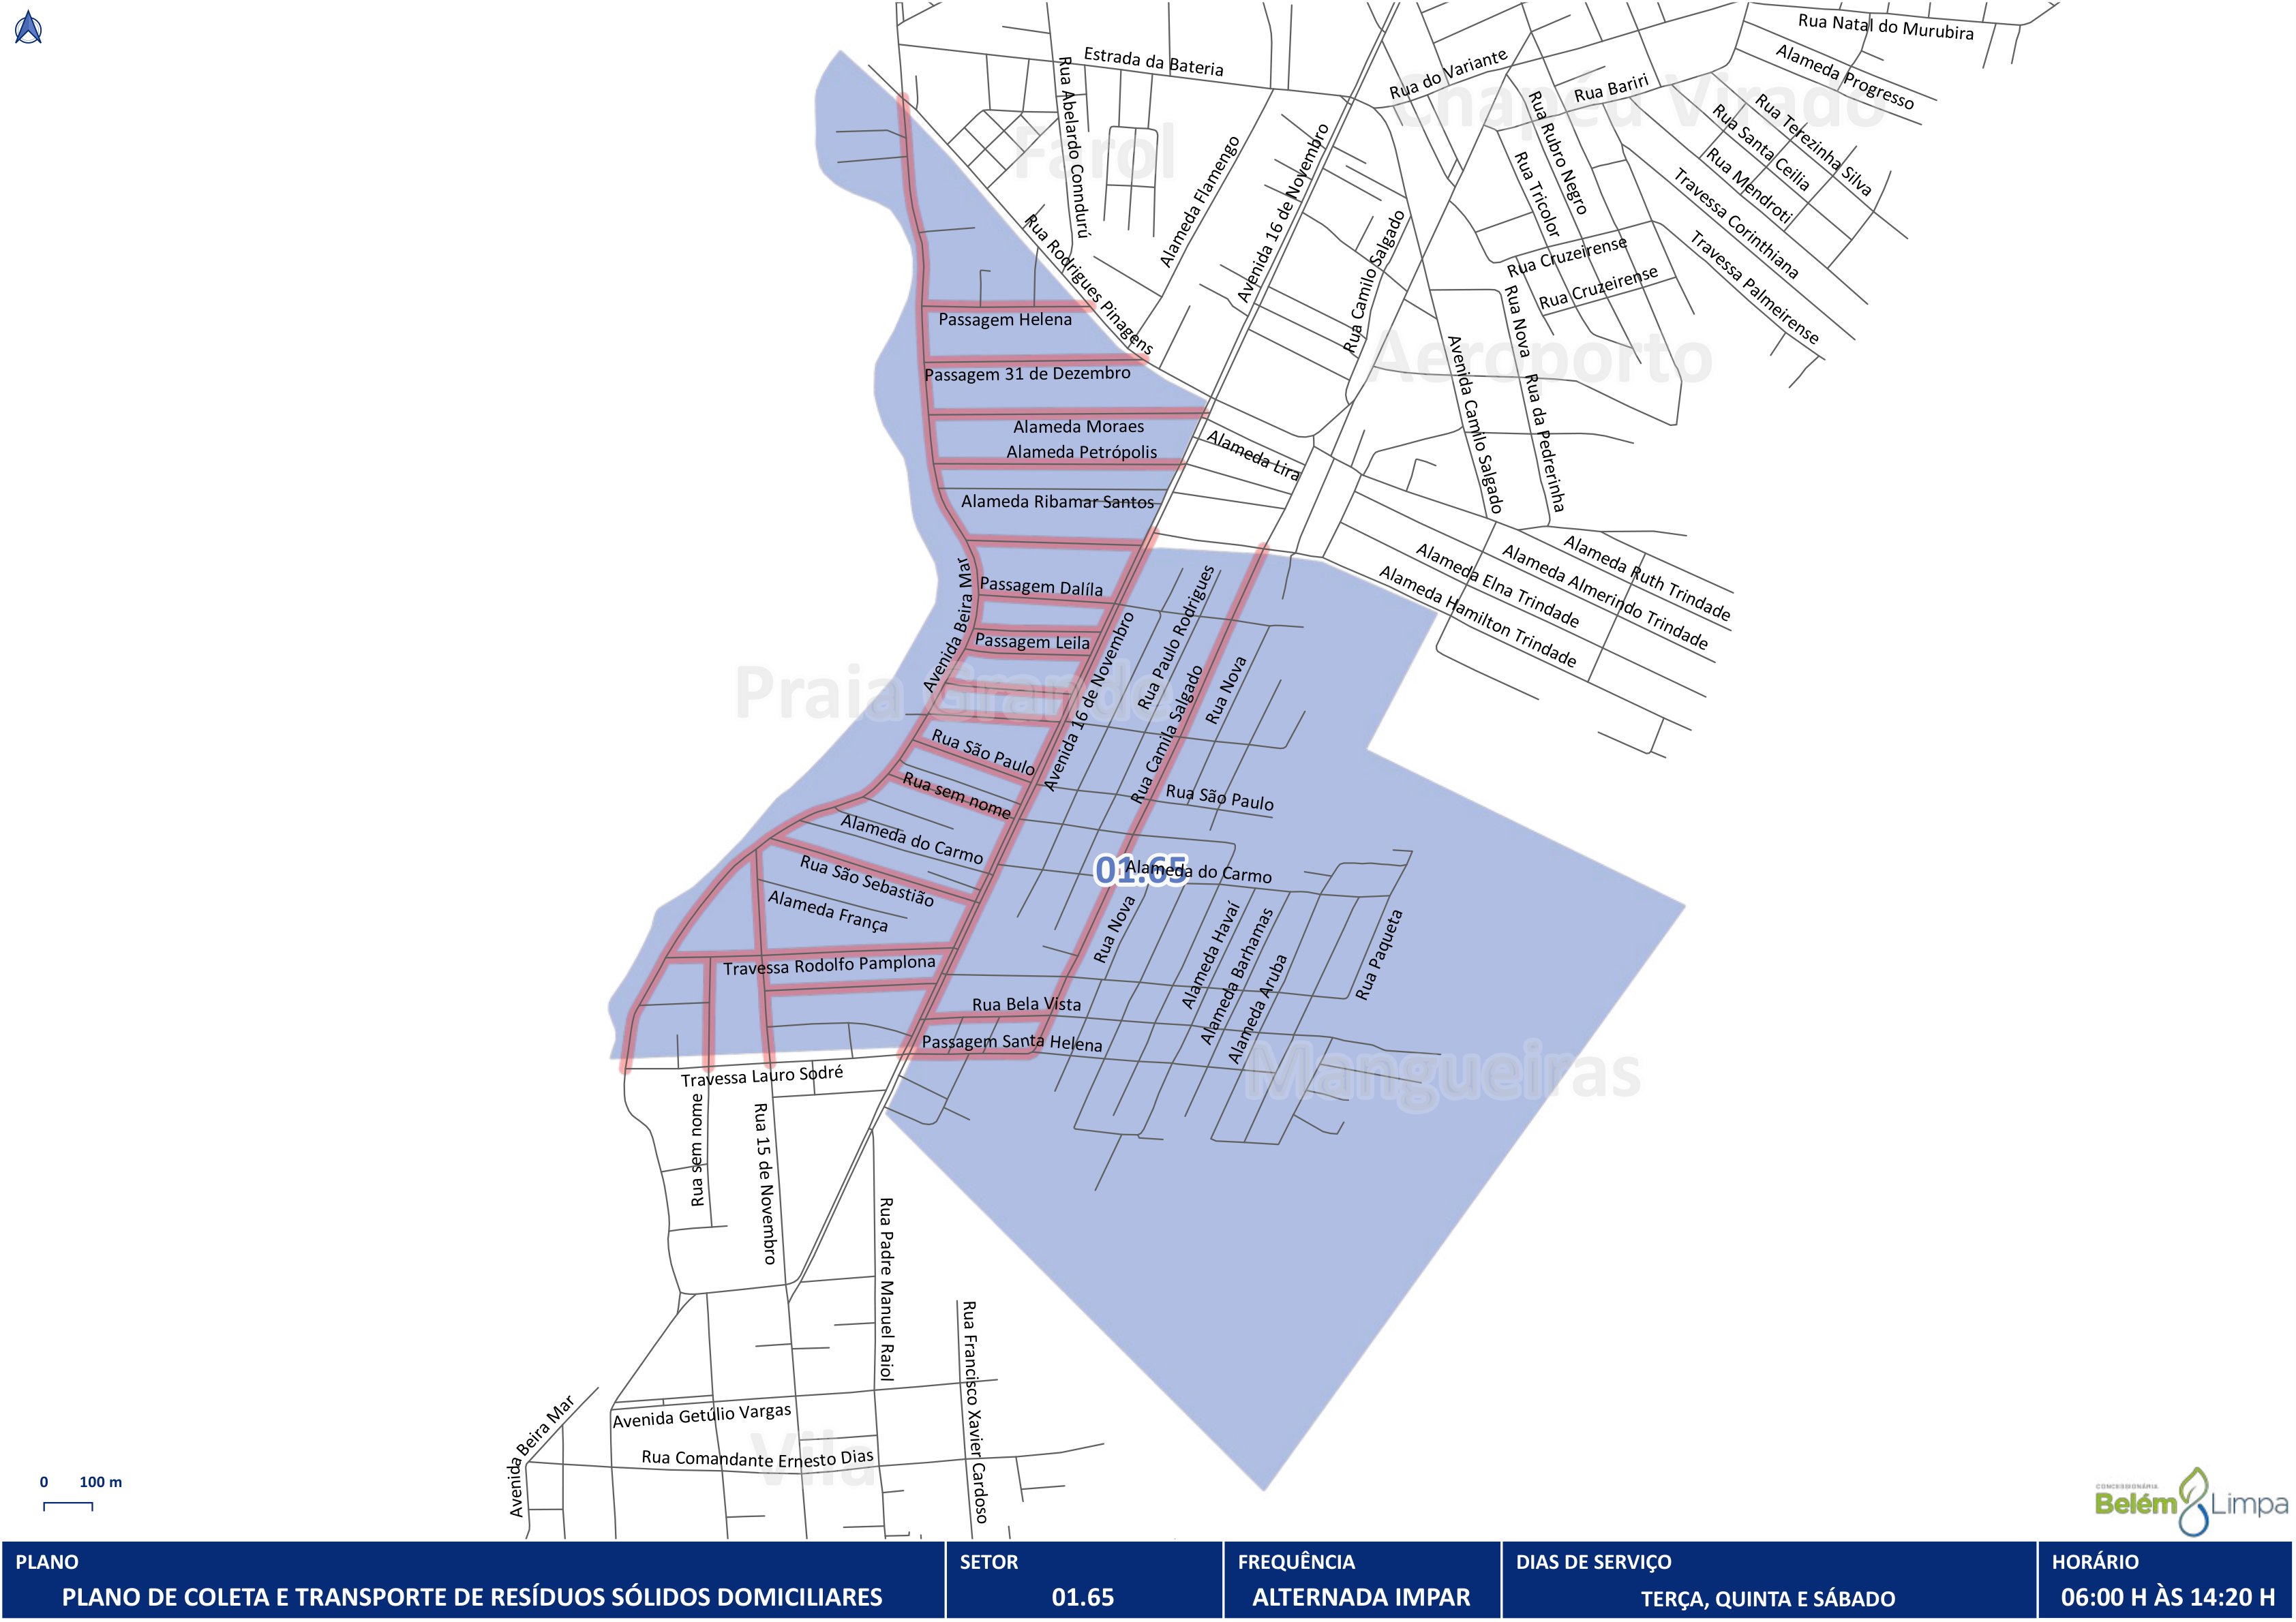 Rua Natal do Murubira
Estrada da Bateria
Rua do Variante
Alameda Progresso
Rua Bariri
Chapéu Virado
Rua Abelardo Condurú
Farol
Rua Rubro Negro
Rua Terezinha Silva
Rua Santa Ceilia
Rua Mendroti
Rua Tricolor
Travessa Corinthiana
Alameda Flamengo
Avenida 16 de Novembro
Rua Camilo Salgado
Rua Cruzeirense
Rua Cruzeirense
Travessa Palmeirense
Rua Rodrigues Pinagens
Passagem Helena
Rua Nova
Aeroporto
Passagem 31 de Dezembro
Avenida Camilo Salgado
Rua da Pedrerinha
Alameda Moraes
Alameda Petrópolis
Alameda Lira
Alameda Ribamar Santos
Alameda Ruth Trindade
Alameda Almerindo Trindade
Alameda Elna Trindade
Alameda Hamilton Trindade
Avenida Beira Mar
Passagem Dalíla
Passagem Leila
Rua Paulo Rodrigues
Praia Grande
Avenida 16 de Novembro
Rua Camila Salgado
Rua Nova
Rua São Paulo
Rua São Paulo
Rua sem nome
Alameda do Carmo
01.65
Alameda do Carmo
Rua São Sebastião
Alameda França
Rua Nova
Alameda Havaí
Alameda Barhamas
Alameda Aruba
Rua Paqueta
Travessa Rodolfo Pamplona
Rua Bela Vista
Passagem Santa Helena
Mangueiras
Travessa Lauro Sodré
Rua sem nome
Rua 15 de Novembro
Rua Padre Manuel Raiol
Rua Francisco Xavier Cardoso
Avenida Beira Mar
Avenida Getúlio Vargas
Vila
Rua Comandante Ernesto Dias
Avenida
0 100 m
CONCESSIONÁRIA
Belém Limpa
PLANO
PLANO DE COLETA E TRANSPORTE DE RESÍDUOS SÓLIDOS DOMICILIARES
SETOR
01.65
FREQUÊNCIA
ALTERNADA IMPAR
DIAS DE SERVIÇO
TERÇA, QUINTA E SÁBADO
HORÁRIO
06:00 H ÀS 14:20 H